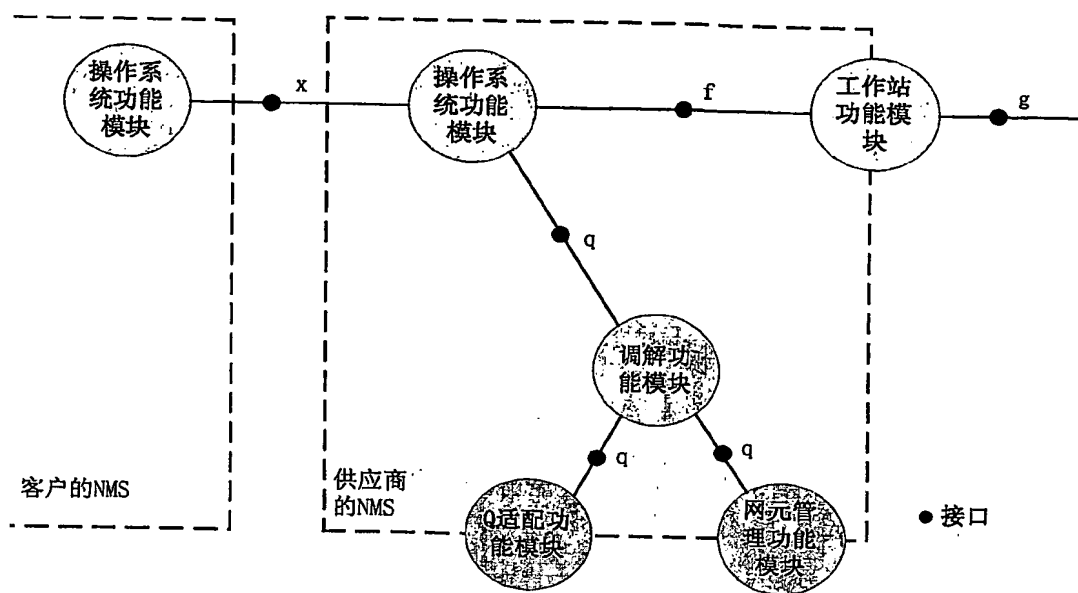 操作系
统功能
模块
x
操作系
统功能
模块
f
工作站
功能模
块
g
q
调解功
能模块
q
q
客户的NMS
供应商
的NMS
Q适配功
能模块
网元管
理功能
模块
接口